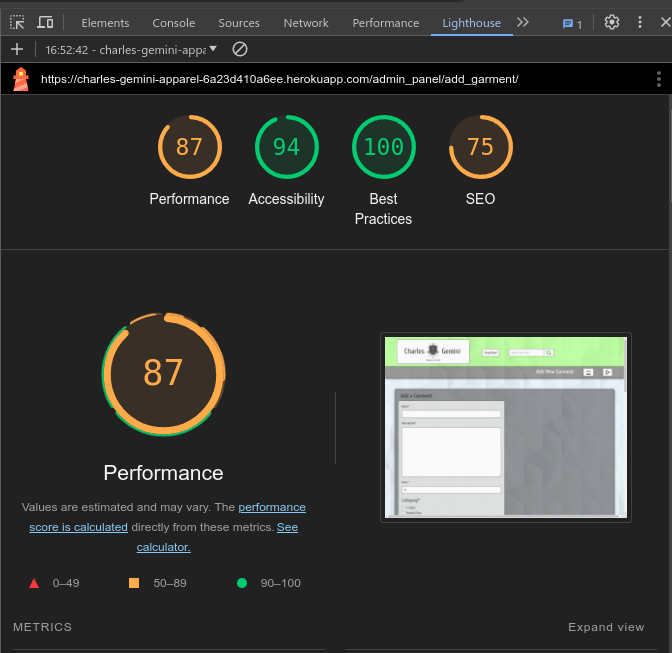 Elements Console Sources Network Performance Lighthouse 1
16:52:42 - charles-gemini-appa
https://charles-gemini-apparel-6a23d410a6ee.herokuapp.com/admin_panel/add_garment/
87 94 100 75
Performance Accessibility Best Practices SEO
87
Performance
Values are estimated and may vary. The performance
score is calculated directly from these metrics. See
calculator.
0–49 50–89 90–100
Charles Gemini
Add New Garment
Add a Garment
Category*
METRICS
Expand view